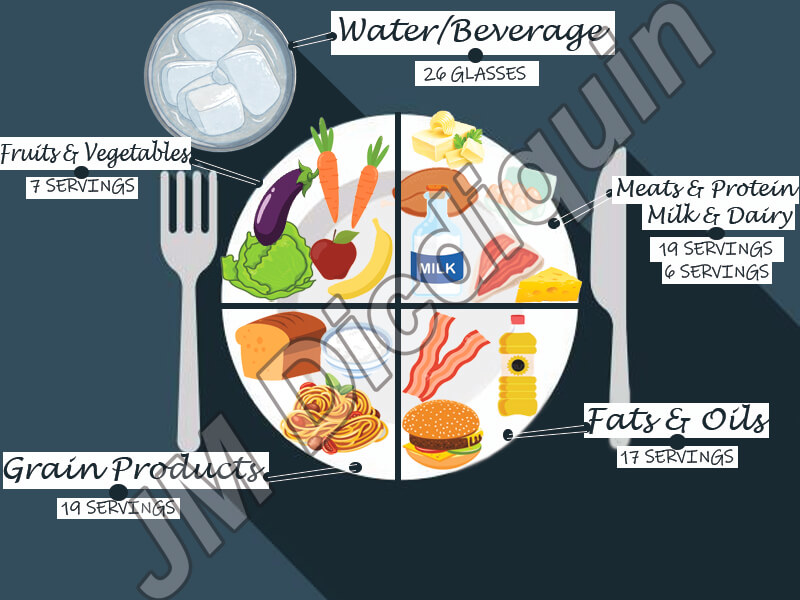 Water/Beverage
26 GLASSES
Fruits & Vegetables
7 SERVINGS
Meats & Protein
Milk & Dairy
19 SERVINGS
6 SERVINGS
MILK
Fats & Oils
17 SERVINGS
Grain Products
19 SERVINGS
JM Dicdiquin